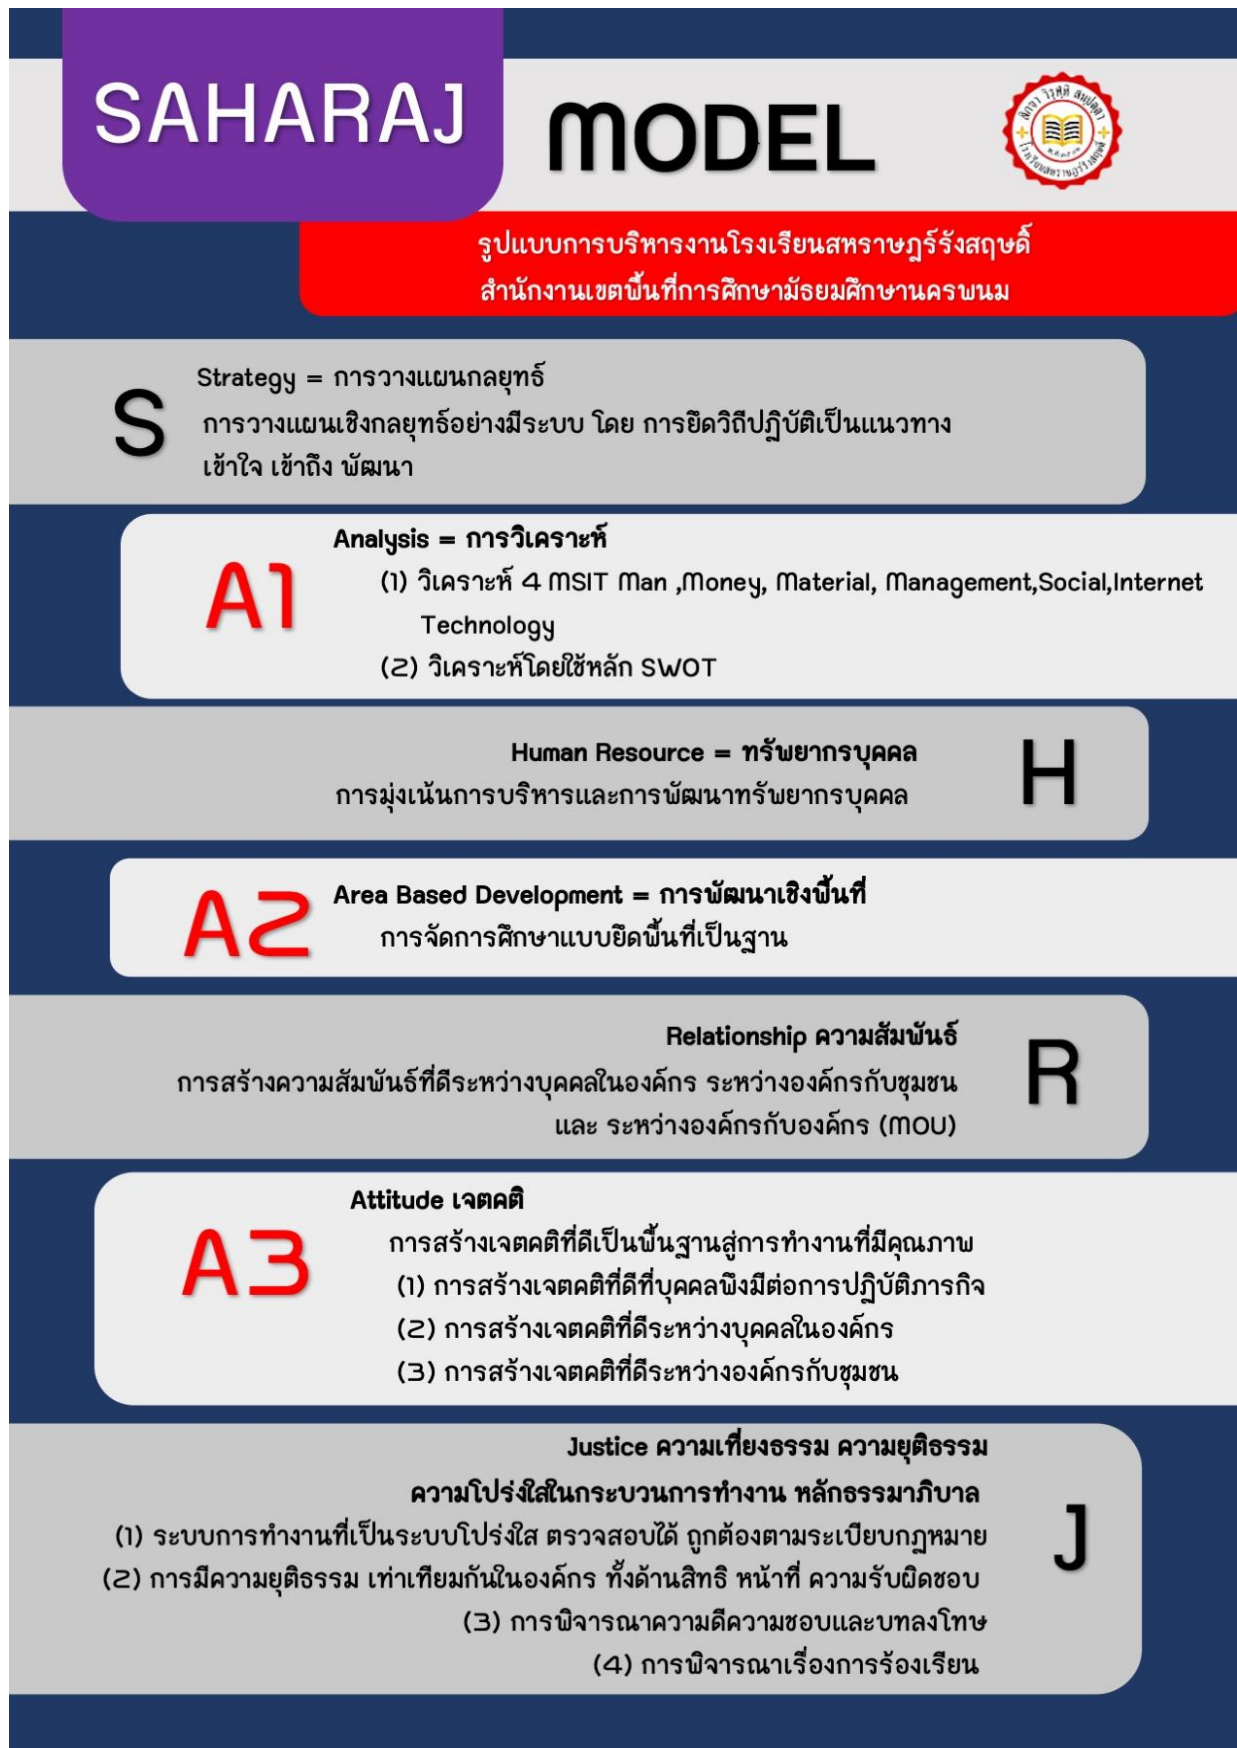 SAHARAJ
MODEL
สิกขา วิรุฬฺหิ สมฺปตฺตา
โรงเรียนสหราษฎร์รังสฤษดิ์
รูปแบบการบริหารงานโรงเรียนสหราษฎร์รังสฤษดิ์
สำนักงานเขตพื้นที่การศึกษามัธยมศึกษานครพนม
S
Strategy = การวางแผนกลยุทธ์
การวางแผนเชิงกลยุทธ์อย่างมีระบบ โดย การยึดวิถีปฏิบัติเป็นแนวทาง
เข้าใจ เข้าถึง พัฒนา
A1
Analysis = การวิเคราะห์
(1) วิเคราะห์ 4 MSIT Man ,Money, Material, Management,Social,Internet
Technology
(2) วิเคราะห์โดยใช้หลัก SWOT
Human Resource = ทรัพยากรบุคคล
การมุ่งเน้นการบริหารและการพัฒนาทรัพยากรบุคคล
H
A2
Area Based Development = การพัฒนาเชิงพื้นที่
การจัดการศึกษาแบบยึดพื้นที่เป็นฐาน
Relationship ความสัมพันธ์
การสร้างความสัมพันธ์ที่ดีระหว่างบุคคลในองค์กร ระหว่างองค์กรกับชุมชน
และ ระหว่างองค์กรกับองค์กร (MOU)
R
A3
Attitude เจตคติ
การสร้างเจตคติที่ดีเป็นพื้นฐานสู่การทำงานที่มีคุณภาพ
(1) การสร้างเจตคติที่ดีที่บุคคลพึงมีต่อการปฏิบัติภารกิจ
(2) การสร้างเจตคติที่ดีระหว่างบุคคลในองค์กร
(3) การสร้างเจตคติที่ดีระหว่างองค์กรกับชุมชน
Justice ความเที่ยงธรรม ความยุติธรรม
ความโปร่งใสในกระบวนการทำงาน หลักธรรมาภิบาล
(1) ระบบการทำงานที่เป็นระบบโปร่งใส ตรวจสอบได้ ถูกต้องตามระเบียบกฎหมาย
(2) การมีความยุติธรรม เท่าเทียมกันในองค์กร ทั้งด้านสิทธิ หน้าที่ ความรับผิดชอบ
(3) การพิจารณาความดีความชอบและบทลงโทษ
(4) การพิจารณาเรื่องการร้องเรียน
J